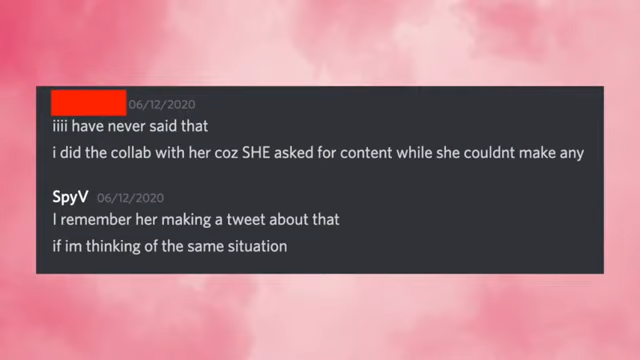 06/12/2020
iiii have never said that
i did the collab with her coz SHE asked for content while she couldnt make any
SpyV 06/12/2020
I remember her making a tweet about that
if im thinking of the same situation